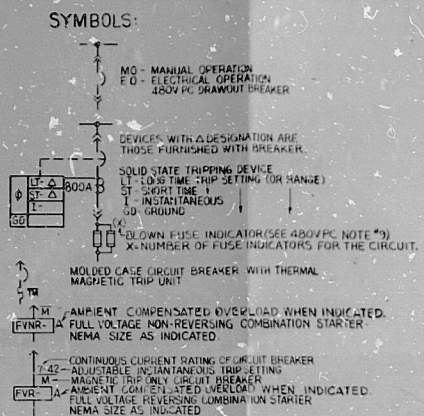 SYMBOLS:
MO - MANUAL OPERATION
EO - ELECTRICAL OPERATION
480V PC DRAWOUT BREAKER
DEVICES WITH Δ DESIGNATION ARE
THOSE FURNISHED WITH BREAKER.
SOLID STATE TRIPPING DEVICE
LT - LONG TIME TRIP SETTING (OR RANGE)
ST - SHORT TIME
I - INSTANTANEOUS
GD - GROUND
Φ
LT- Δ
ST- Δ
I -
GD
800A
(X)
BLOWN FUSE INDICATOR (SEE 480V PC NOTE #9)
X=NUMBER OF FUSE INDICATORS FOR THE CIRCUIT.
MOLDED CASE CIRCUIT BREAKER WITH THERMAL
MAGNETIC TRIP UNIT
TM
M
FVNR-
A
AMBIENT COMPENSATED OVERLOAD WHEN INDICATED.
FULL VOLTAGE NON-REVERSING COMBINATION STARTER-
NEMA SIZE AS INDICATED.
CONTINUOUS CURRENT RATING OF CIRCUIT BREAKER
7-42 - ADJUSTABLE INSTANTANEOUS TRIP SETTING
M - MAGNETIC TRIP ONLY CIRCUIT BREAKER
FVR-
A
AMBIENT COMPENSATED OVERLOAD WHEN INDICATED.
FULL VOLTAGE REVERSING COMBINATION STARTER
NEMA SIZE AS INDICATED